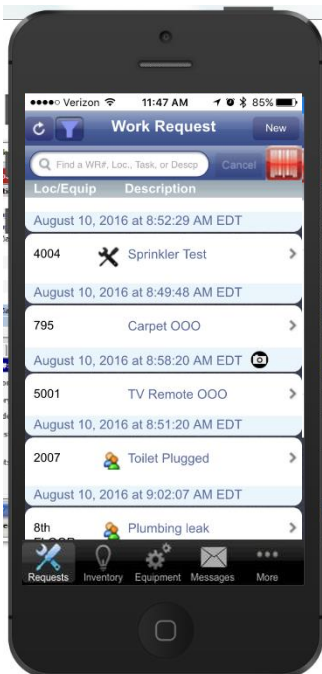 Verizon 11:47 AM 85%
Work Request New
Find a WR#, Loc., Task, or Descp Cancel
Loc/Equip Description
August 10, 2016 at 8:52:29 AM EDT
4004 Sprinkler Test
August 10, 2016 at 8:49:48 AM EDT
795 Carpet OOO
August 10, 2016 at 8:58:20 AM EDT
5001 TV Remote OOO
August 10, 2016 at 8:51:20 AM EDT
2007 Toilet Plugged
August 10, 2016 at 9:02:07 AM EDT
8th Plumbing leak
FLOOR
Requests Inventory Equipment Messages More